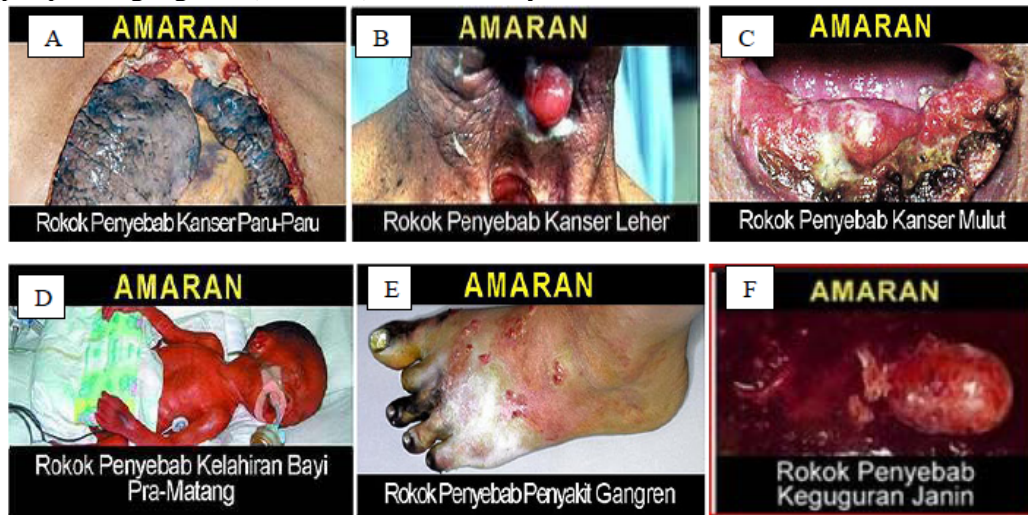 A
AMARAN
Rokok Penyebab Kanser Paru-Paru
B
AMARAN
Rokok Penyebab Kanser Leher
C
AMARAN
Rokok Penyebab Kanser Mulut
D
AMARAN
Rokok Penyebab Kelahiran Bayi
Pra-Matang
E
AMARAN
Rokok Penyebab Penyakit Gangren
F
AMARAN
Rokok Penyebab
Keguguran Janin